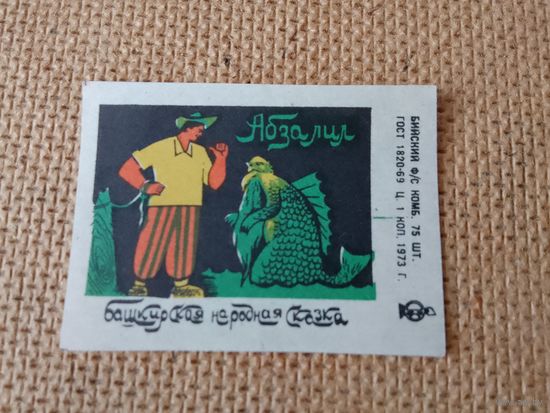 Абзалил
башкирская народная сказка
БИЙСКИЙ Ф/С КОМБ. 75 ШТ.
ГОСТ 1820-69 Ц. 1 КОП. 1973 Г.